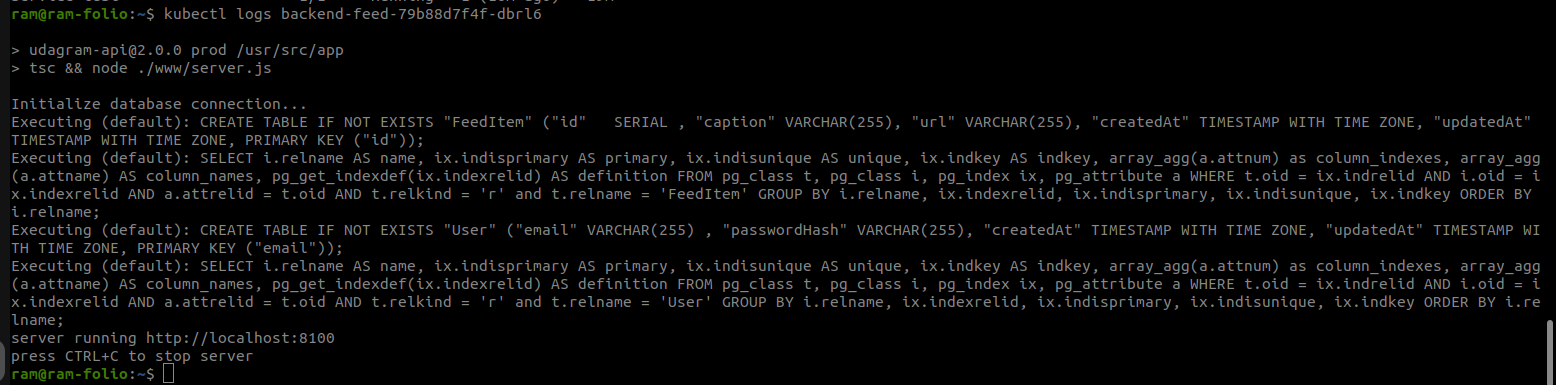 ram@ram-folio:~$ kubectl logs backend-feed-79b88d7f4f-dbrl6
> udagram-api@2.0.0 prod /usr/src/app
> tsc && node ./www/server.js
Initialize database connection...
Executing (default): CREATE TABLE IF NOT EXISTS "FeedItem" ("id"   SERIAL , "caption" VARCHAR(255), "url" VARCHAR(255), "createdAt" TIMESTAMP WITH TIME ZONE, "updatedAt"
TIMESTAMP WITH TIME ZONE, PRIMARY KEY ("id"));
Executing (default): SELECT i.relname AS name, ix.indisprimary AS primary, ix.indisunique AS unique, ix.indkey AS indkey, array_agg(a.attnum) as column_indexes, array_agg
(a.attname) AS column_names, pg_get_indexdef(ix.indexrelid) AS definition FROM pg_class t, pg_class i, pg_index ix, pg_attribute a WHERE t.oid = ix.indrelid AND i.oid = i
x.indexrelid AND a.attrelid = t.oid AND t.relkind = 'r' and t.relname = 'FeedItem' GROUP BY i.relname, ix.indexrelid, ix.indisprimary, ix.indisunique, ix.indkey ORDER BY
i.relname;
Executing (default): CREATE TABLE IF NOT EXISTS "User" ("email" VARCHAR(255) , "passwordHash" VARCHAR(255), "createdAt" TIMESTAMP WITH TIME ZONE, "updatedAt" TIMESTAMP WI
TH TIME ZONE, PRIMARY KEY ("email"));
Executing (default): SELECT i.relname AS name, ix.indisprimary AS primary, ix.indisunique AS unique, ix.indkey AS indkey, array_agg(a.attnum) as column_indexes, array_agg
(a.attname) AS column_names, pg_get_indexdef(ix.indexrelid) AS definition FROM pg_class t, pg_class i, pg_index ix, pg_attribute a WHERE t.oid = ix.indrelid AND i.oid = i
x.indexrelid AND a.attrelid = t.oid AND t.relkind = 'r' and t.relname = 'User' GROUP BY i.relname, ix.indexrelid, ix.indisprimary, ix.indisunique, ix.indkey ORDER BY i.re
lname;
server running http://localhost:8100
press CTRL+C to stop server
ram@ram-folio:~$